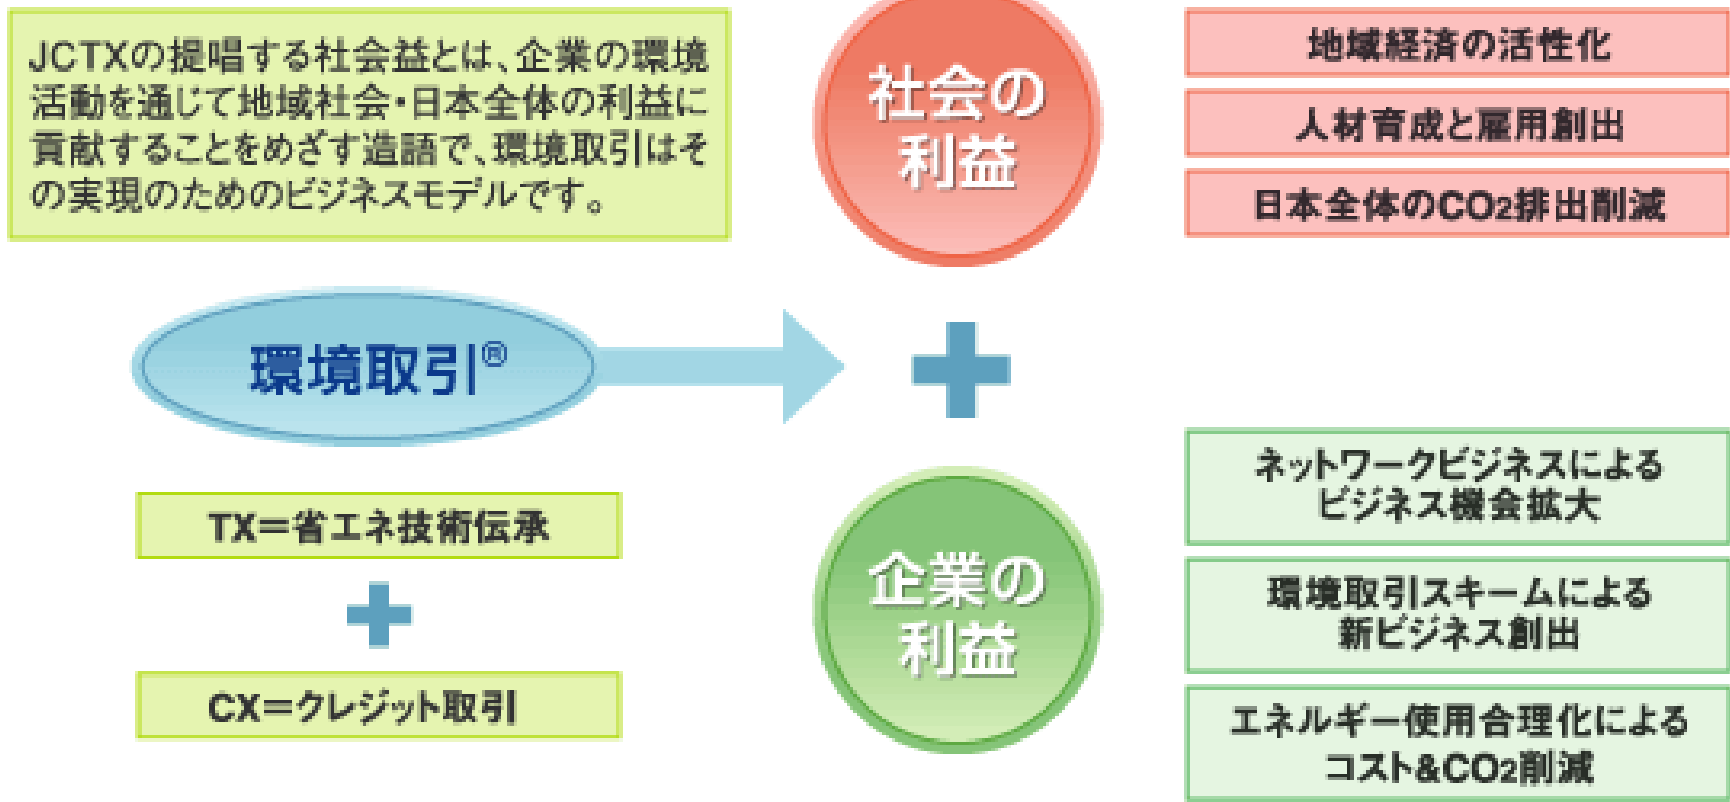 JCTXの提唱する社会益とは、企業の環境
活動を通じて地域社会・日本全体の利益に
貢献することをめざす造語で、環境取引はそ
の実現のためのビジネスモデルです。
環境取引®
TX＝省エネ技術伝承
CX＝クレジット取引
社会の
利益
地域経済の活性化
人材育成と雇用創出
日本全体のCO2排出削減
企業の
利益
ネットワークビジネスによる
ビジネス機会拡大
環境取引スキームによる
新ビジネス創出
エネルギー使用合理化による
コスト&CO2削減